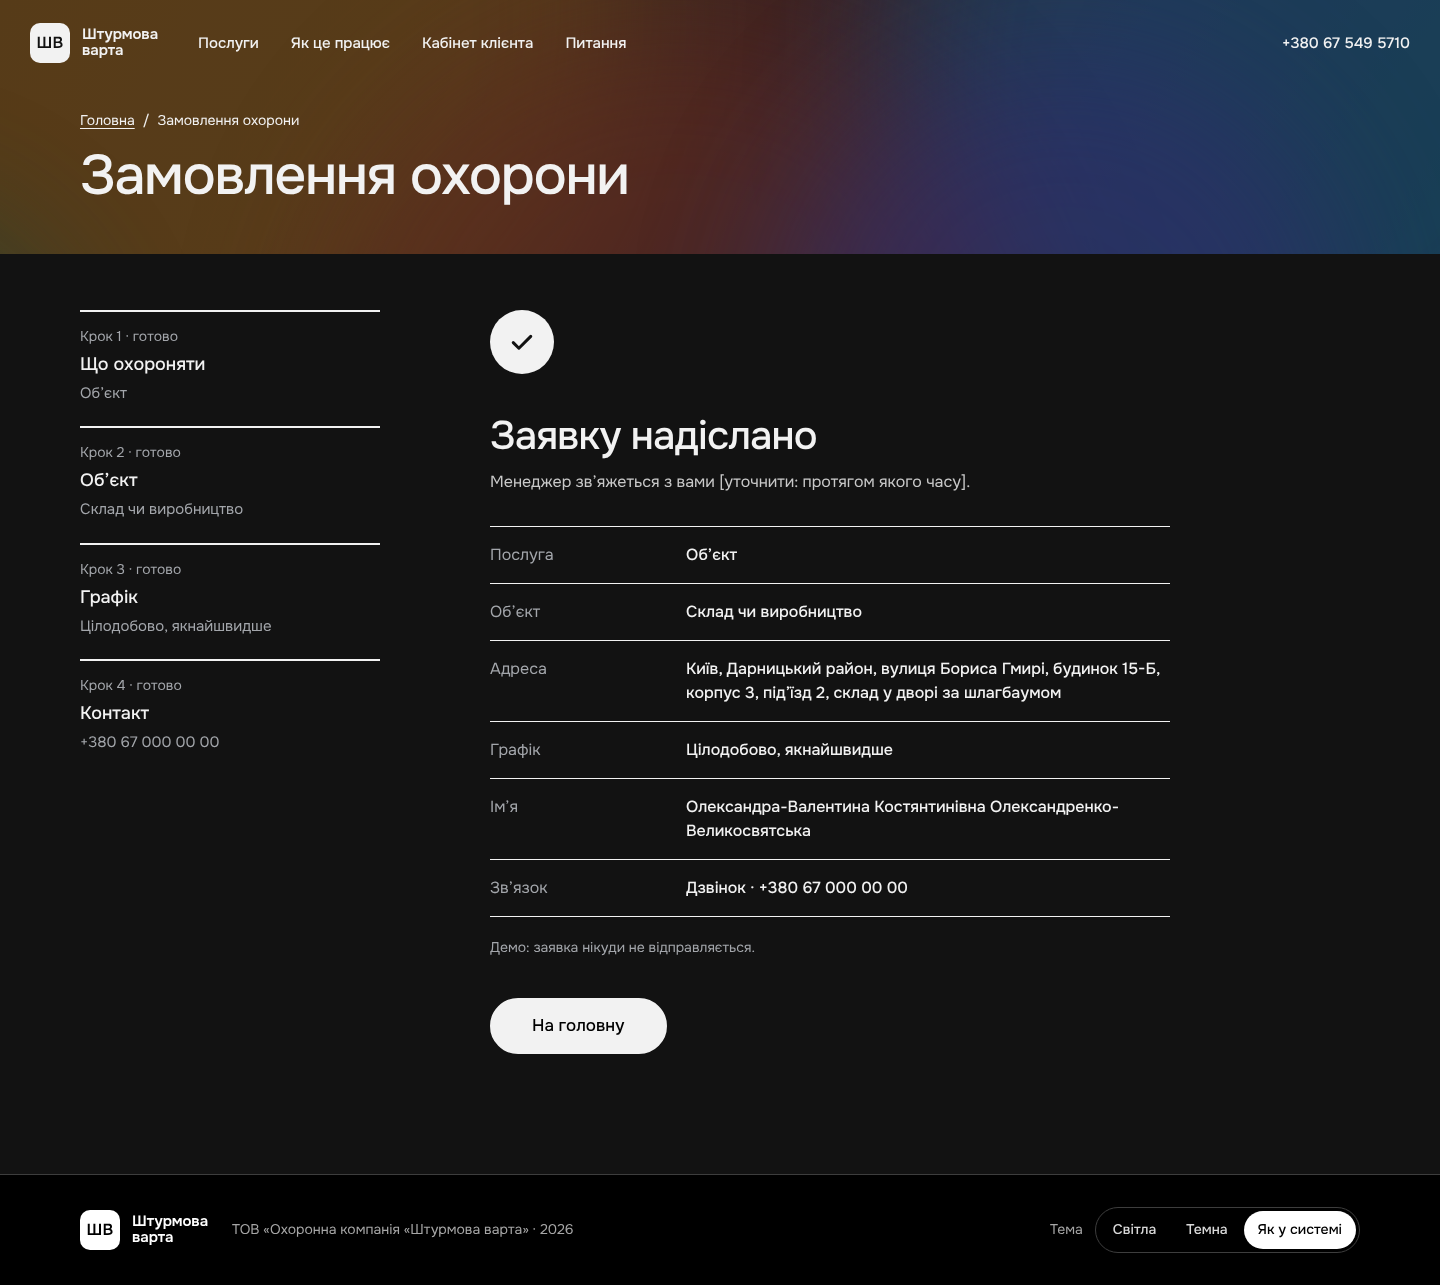 ШВ
Штурмова
варта
Послуги
Як це працює
Кабінет клієнта
Питання
+380 67 549 5710
Головна / Замовлення охорони
Замовлення охорони
Крок 1 · готово
Що охороняти
Об’єкт
Крок 2 · готово
Об’єкт
Склад чи виробництво
Крок 3 · готово
Графік
Цілодобово, якнайшвидше
Крок 4 · готово
Контакт
+380 67 000 00 00
Заявку надіслано
Менеджер зв’яжеться з вами [уточнити: протягом якого часу].
Послуга
Об’єкт
Об’єкт
Склад чи виробництво
Адреса
Київ, Дарницький район, вулиця Бориса Гмирі, будинок 15-Б,
корпус 3, під’їзд 2, склад у дворі за шлагбаумом
Графік
Цілодобово, якнайшвидше
Ім’я
Олександра-Валентина Костянтинівна Олександренко-
Великосвятська
Зв’язок
Дзвінок · +380 67 000 00 00
Демо: заявка нікуди не відправляється.
На головну
ШВ
Штурмова
варта
ТОВ «Охоронна компанія «Штурмова варта» · 2026
Тема
Світла
Темна
Як у системі